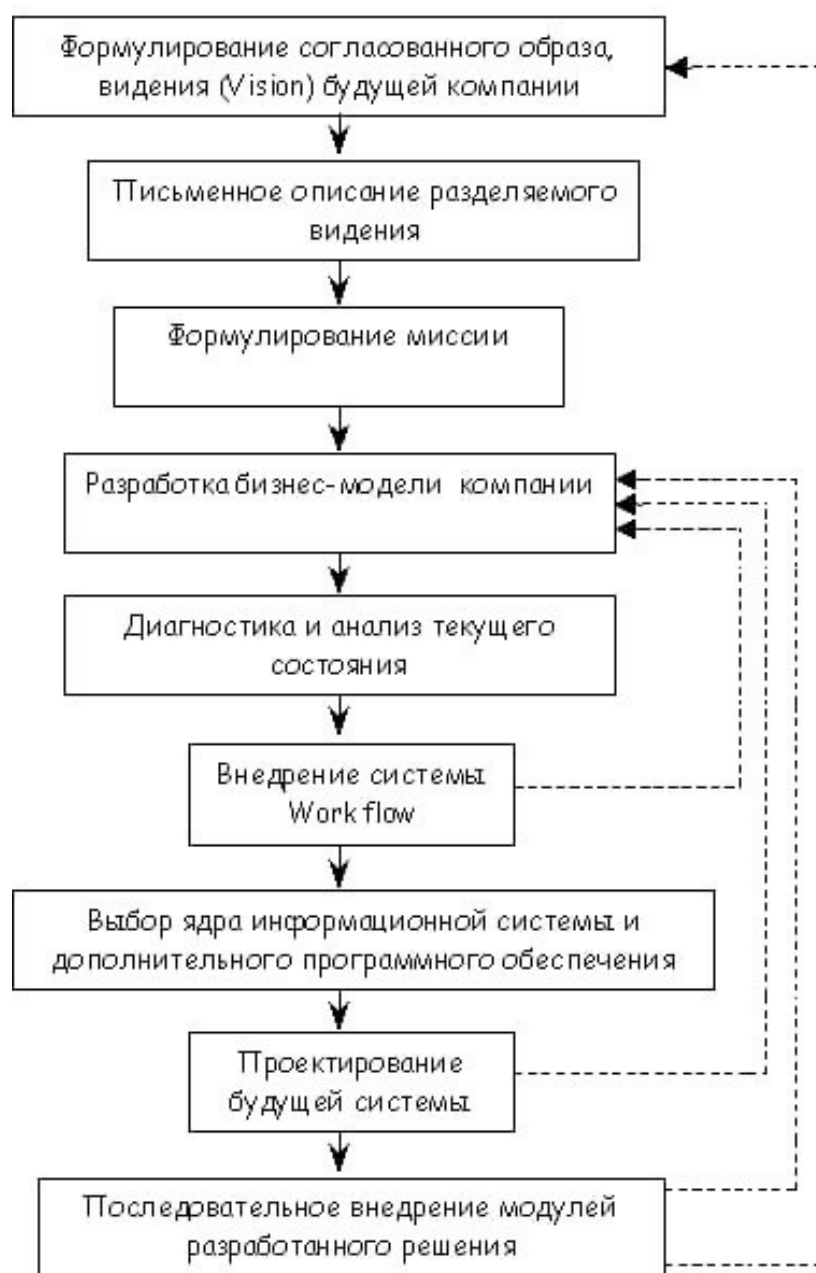 Формулирование согласованного образа,
видения (Vision) будущей компании
Письменное описание разделяемого
видения
Формулирование миссии
Разработка бизнес-модели компании
Диагностика и анализ текущего
состояния
Внедрение системы
Work flow
Выбор ядра информационной системы и
дополнительного программного обеспечения
Проектирование
будущей системы
Последовательное внедрение модулей
разработанного решения